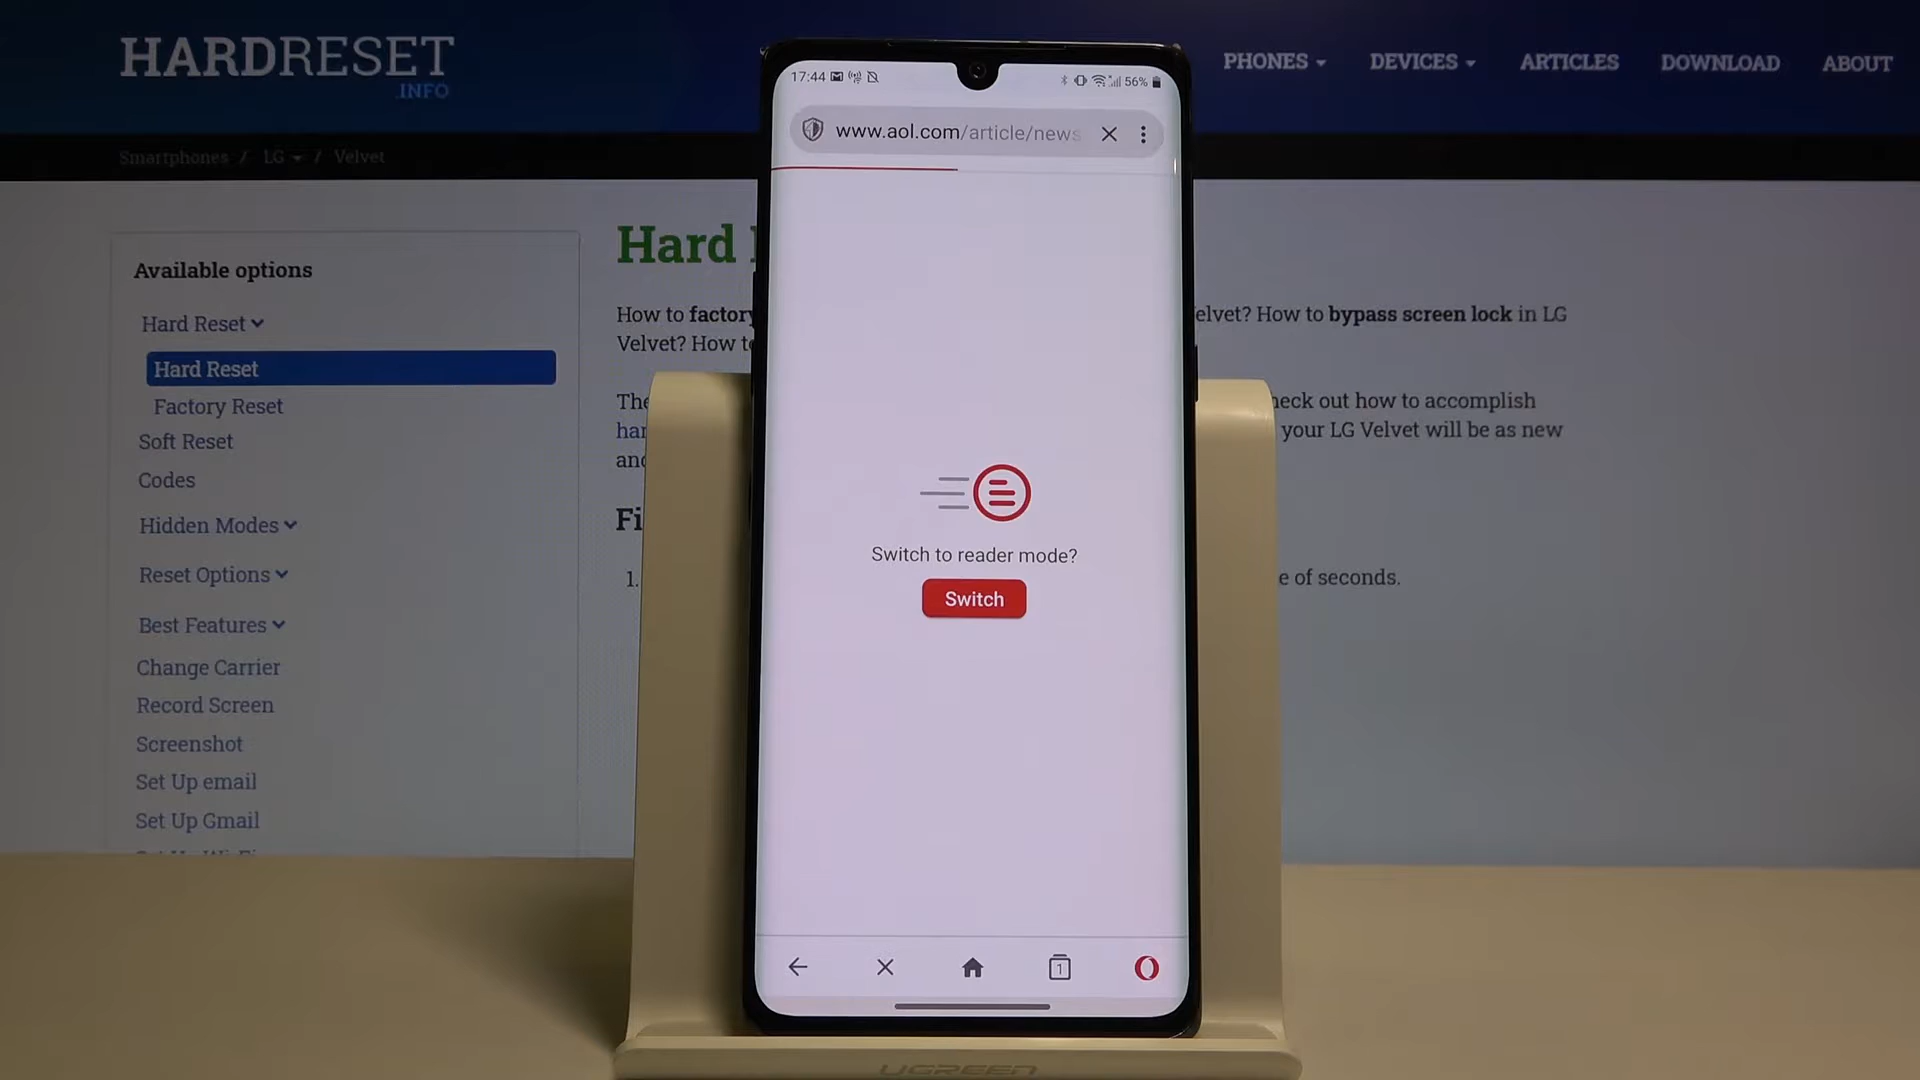 HARDRESET
.INFO
PHONES DEVICES ARTICLES DOWNLOAD ABOUT
Smartphones / LG / Velvet
Available options
Hard Reset
Hard Reset
Factory Reset
Soft Reset
Codes
Hidden Modes
Reset Options
Best Features
Change Carrier
Record Screen
Screenshot
Set Up email
Set Up Gmail
Hard
How to factory elvet? How to bypass screen lock in LG
Velvet? How to
The heck out how to accomplish
har your LG Velvet will be as new
and
Fi
1. e of seconds.
17:44 56%
www.aol.com/article/news
Switch to reader mode?
Switch
1
UGREEN